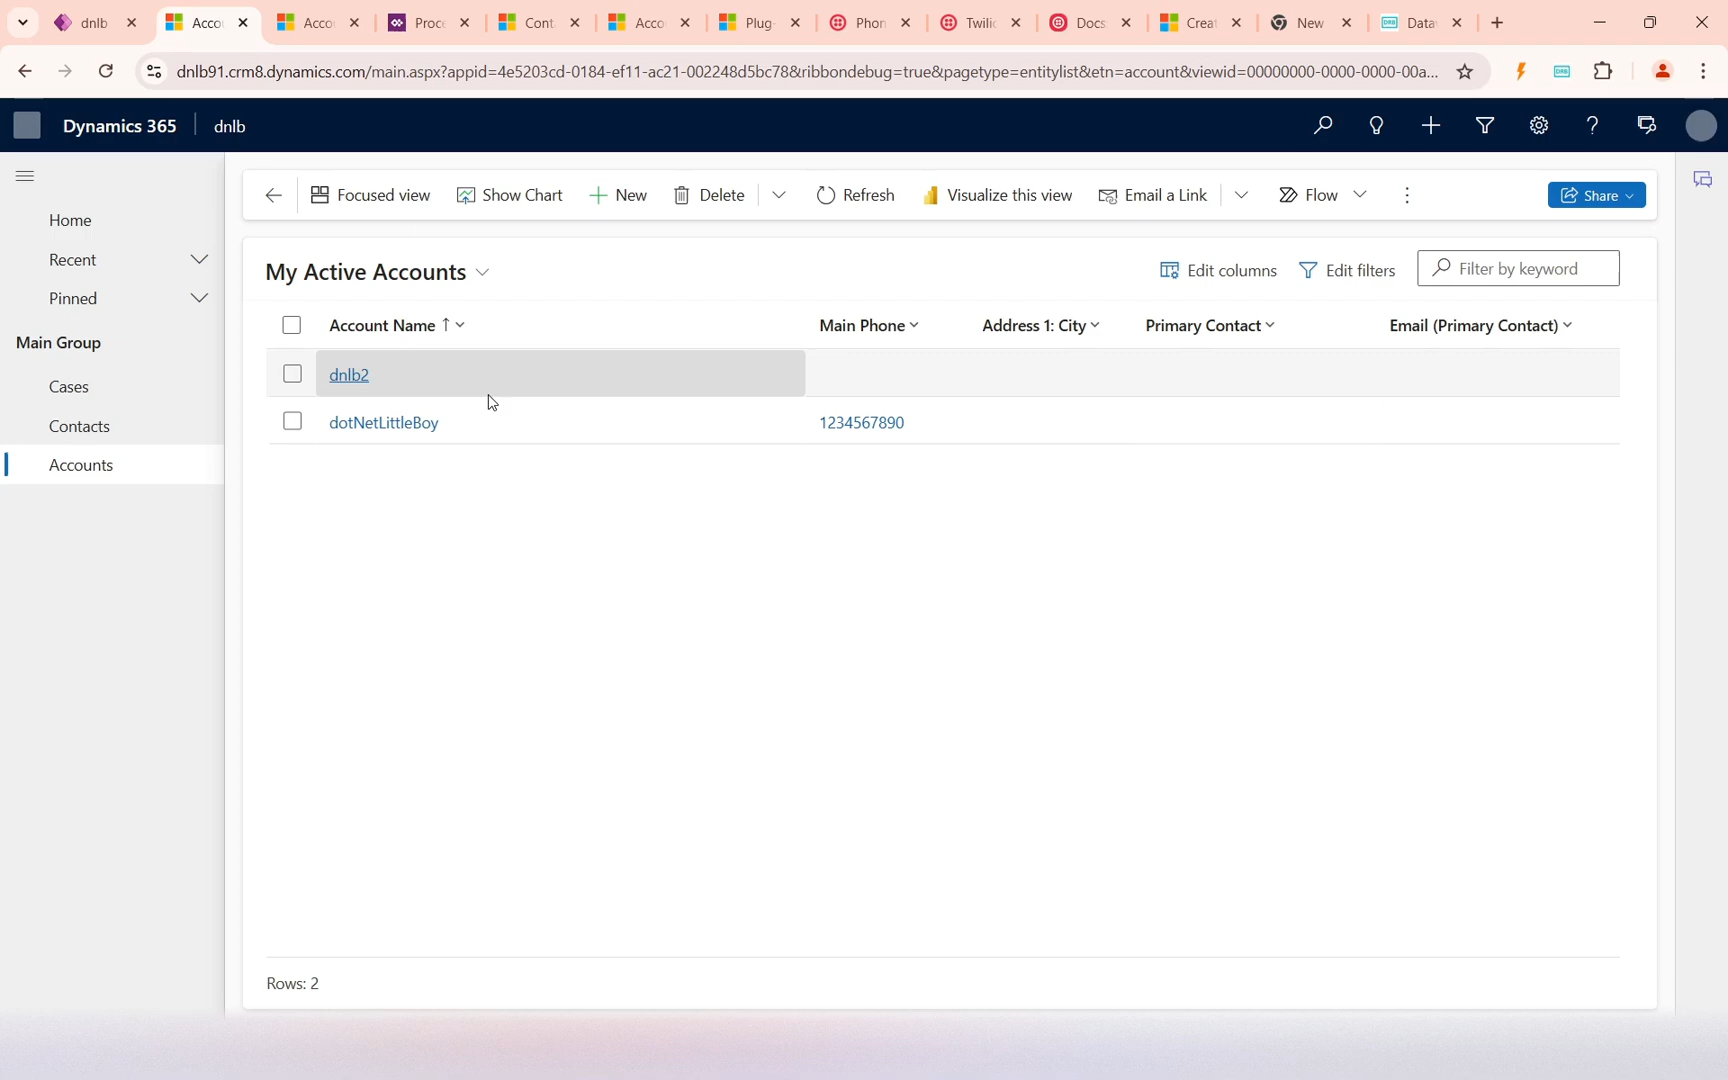 dnlb
Acco
Acco
Proce
Cont
Acco
Plug-
Phon
Twilio
Docs
Creat
New
Data
dnlb91.crm8.dynamics.com/main.aspx?appid=4e5203cd-0184-ef11-ac21-002248d5bc78&ribbondebug=true&pagetype=entitylist&etn=account&viewid=00000000-0000-0000-00a...
Dynamics 365 dnlb
Focused view Show Chart New Delete Refresh Visualize this view Email a Link Flow Share
Home
Recent
Pinned
Main Group
Cases
Contacts
Accounts
My Active Accounts
Edit columns Edit filters Filter by keyword
Account Name ↑ Main Phone Address 1: City Primary Contact Email (Primary Contact)
dnlb2
dotNetLittleBoy 1234567890
Rows: 2